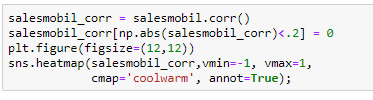 salesmobil_corr = salesmobil.corr()
salesmobil_corr[np.abs(salesmobil_corr)<.2] = 0
plt.figure(figsize=(12,12))
sns.heatmap(salesmobil_corr,vmin=-1, vmax=1,
            cmap='coolwarm', annot=True);